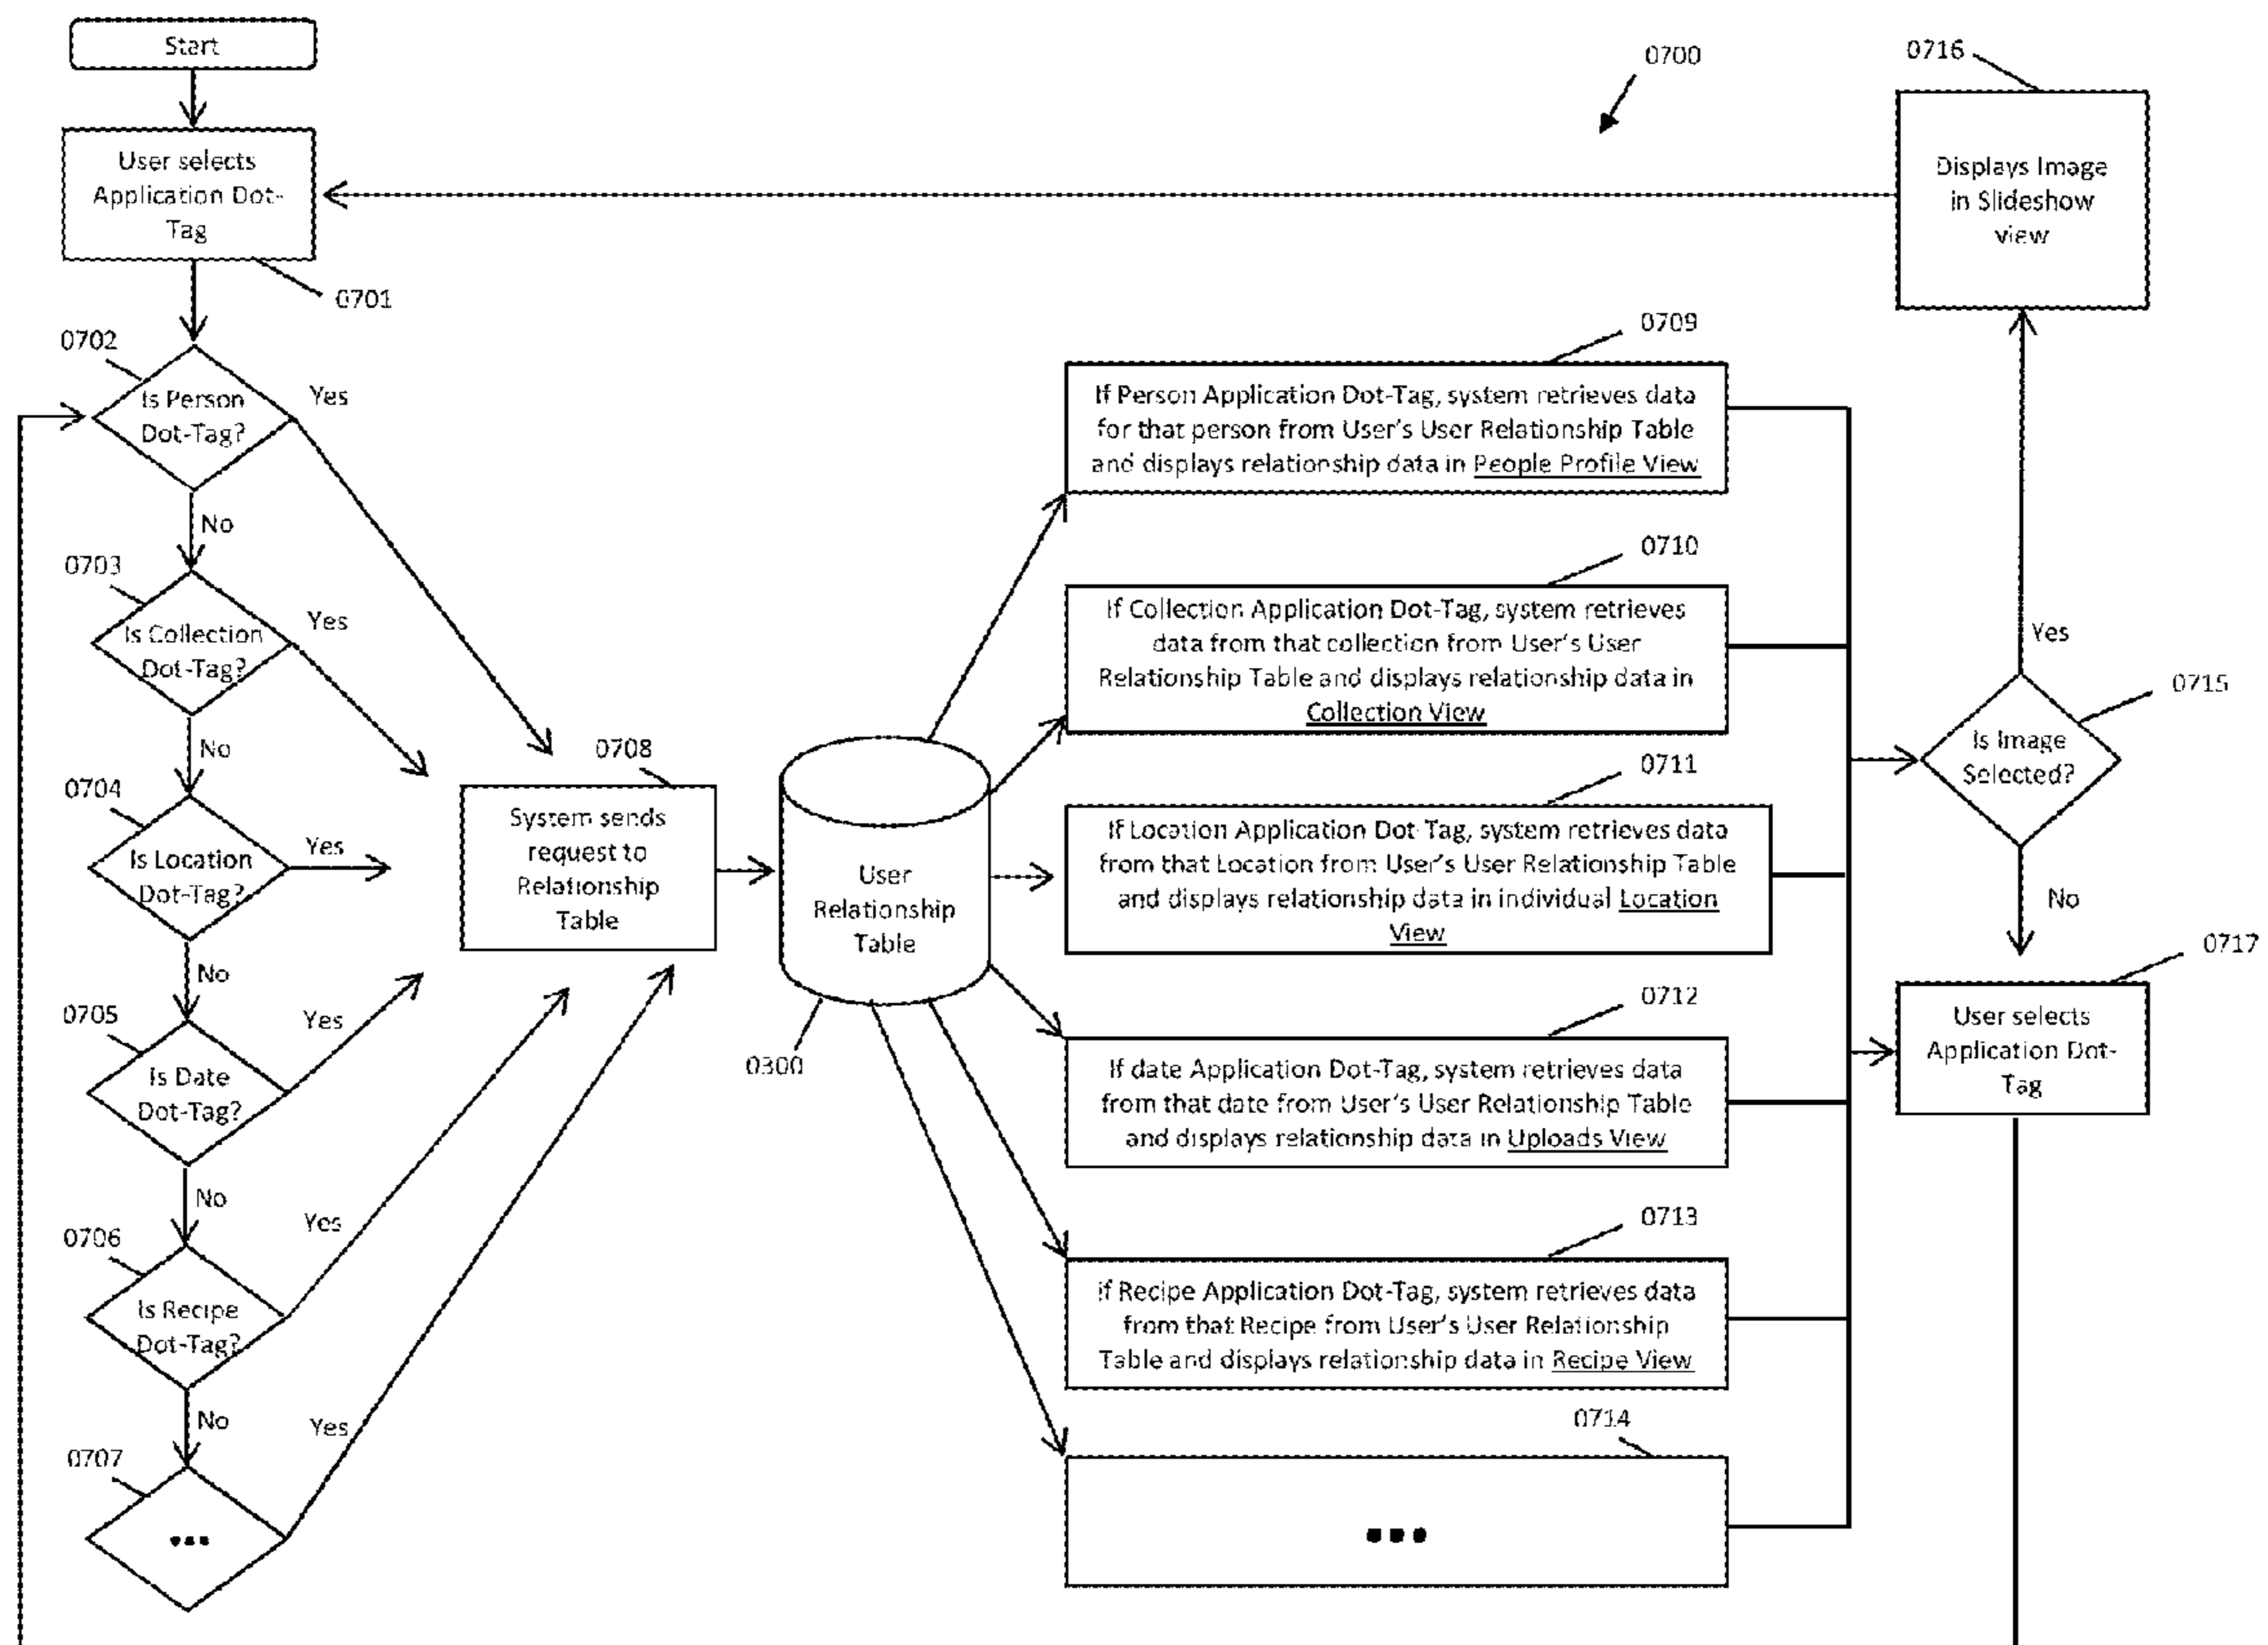 Start
0700
0716
User selects
Application Dot-
Tag
Displays Image
in Slideshow
view
0701
0702
Is Person
Dot-Tag?
Yes
No
0703
Is Collection
Dot-Tag?
Yes
No
0704
Is Location
Dot-Tag?
Yes
No
0705
Is Date
Dot-Tag?
Yes
No
0706
Is Recipe
Dot-Tag?
Yes
No
0707
...
Yes
0708
System sends
request to
Relationship
Table
User
Relationship
Table
0300
0709
If Person Application Dot-Tag, system retrieves data
for that person from User's User Relationship Table
and displays relationship data in People Profile View
0710
If Collection Application Dot-Tag, system retrieves
data from that collection from User's User
Relationship Table and displays relationship data in
Collection View
0711
If Location Application Dot-Tag, system retrieves data
from that Location from User's User Relationship Table
and displays relationship data in individual Location
View
0712
If date Application Dot-Tag, system retrieves data
from that date from User's User Relationship Table
and displays relationship data in Uploads View
0713
if Recipe Application Dot-Tag, system retrieves data
from that Recipe from User's User Relationship
Table and displays relationship data in Recipe View
0714
...
Yes
0715
Is Image
Selected?
No
0717
User selects
Application Dot-
Tag